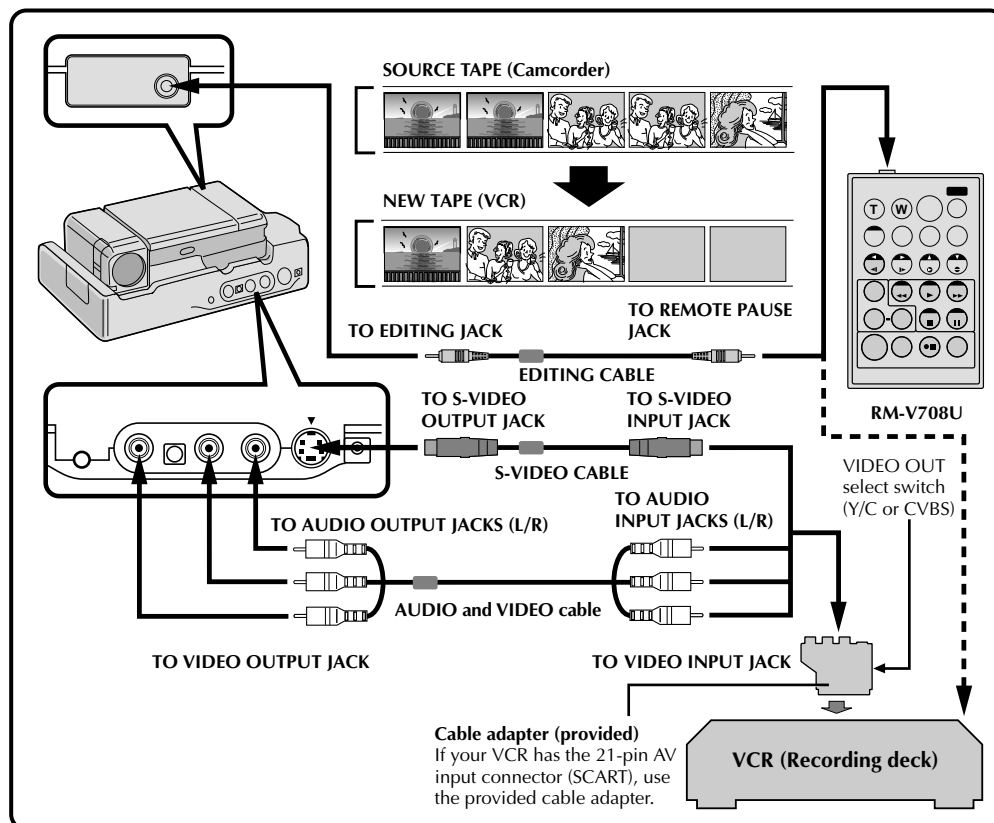 SOURCE TAPE (Camcorder)
NEW TAPE (VCR)
T W
TO EDITING JACK
TO REMOTE PAUSE
JACK
EDITING CABLE
RM-V708U
TO S-VIDEO
OUTPUT JACK
TO S-VIDEO
INPUT JACK
S-VIDEO CABLE
VIDEO OUT
select switch
(Y/C or CVBS)
TO AUDIO OUTPUT JACKS (L/R)
TO AUDIO
INPUT JACKS (L/R)
AUDIO and VIDEO cable
TO VIDEO OUTPUT JACK
TO VIDEO INPUT JACK
Cable adapter (provided)
If your VCR has the 21-pin AV
input connector (SCART), use
the provided cable adapter.
VCR (Recording deck)